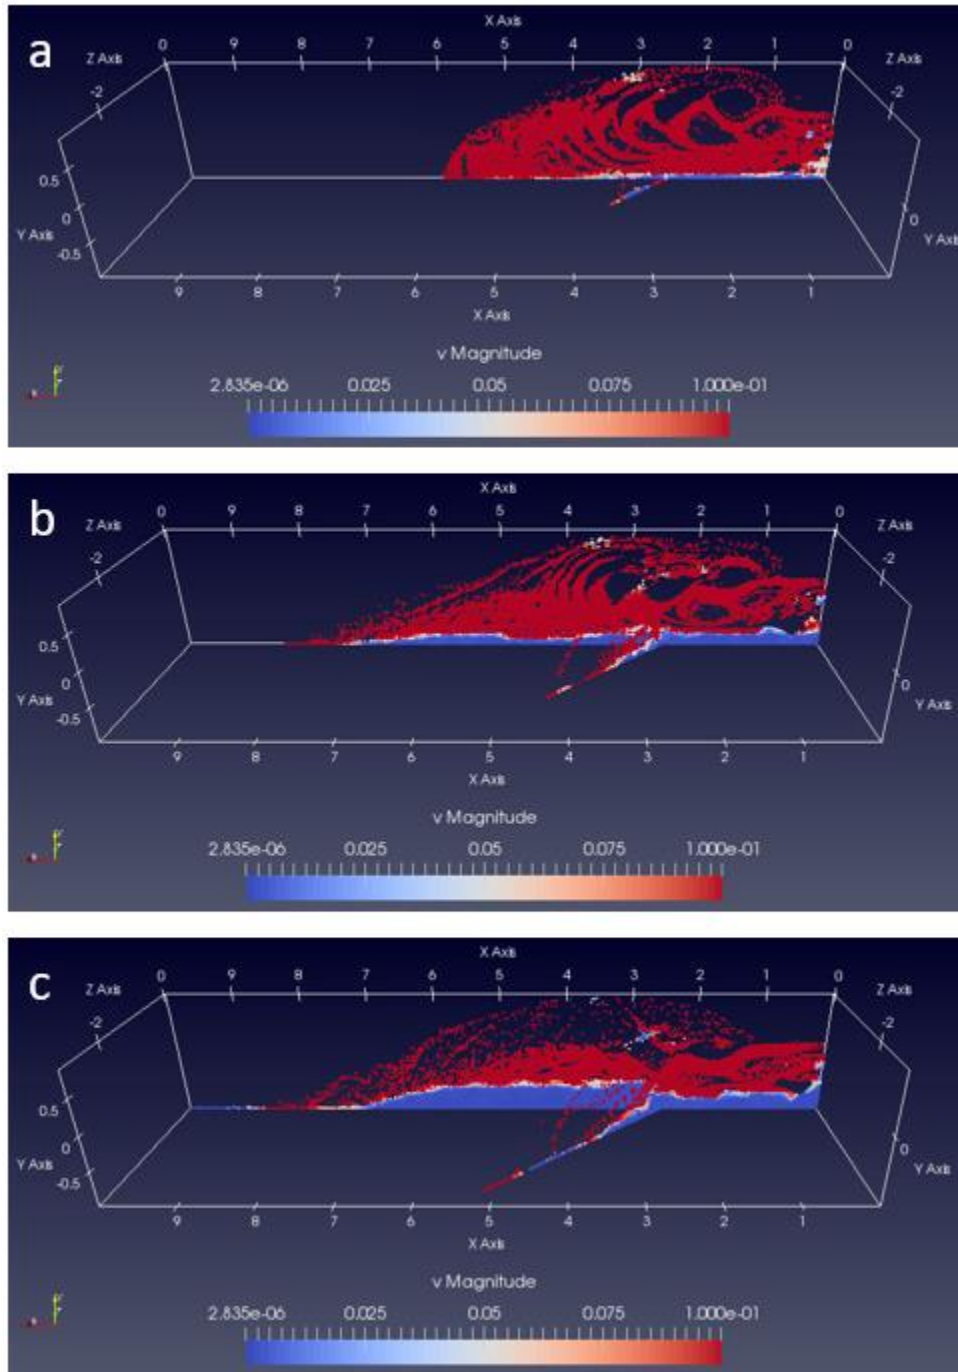 a
X Axis
0 9 8 7 6 5 4 3 2 1 0
Z Axis Z Axis
-2 -2
0.5
0 0
Y Axis Y Axis
-0.5
9 8 7 6 5 4 3 2 1
X Axis
v Magnitude
2.835e-06 0.025 0.05 0.075 1.000e-01
b
X Axis
0 9 8 7 6 5 4 3 2 1 0
Z Axis Z Axis
-2 -2
0.5
0 0
Y Axis Y Axis
-0.5
9 8 7 6 5 4 3 2 1
X Axis
v Magnitude
2.835e-06 0.025 0.05 0.075 1.000e-01
c
X Axis
0 9 8 7 6 5 4 3 2 1 0
Z Axis Z Axis
-2 -2
0.5
0 0
Y Axis Y Axis
-0.5
9 8 7 6 5 4 3 2 1
X Axis
v Magnitude
2.835e-06 0.025 0.05 0.075 1.000e-01